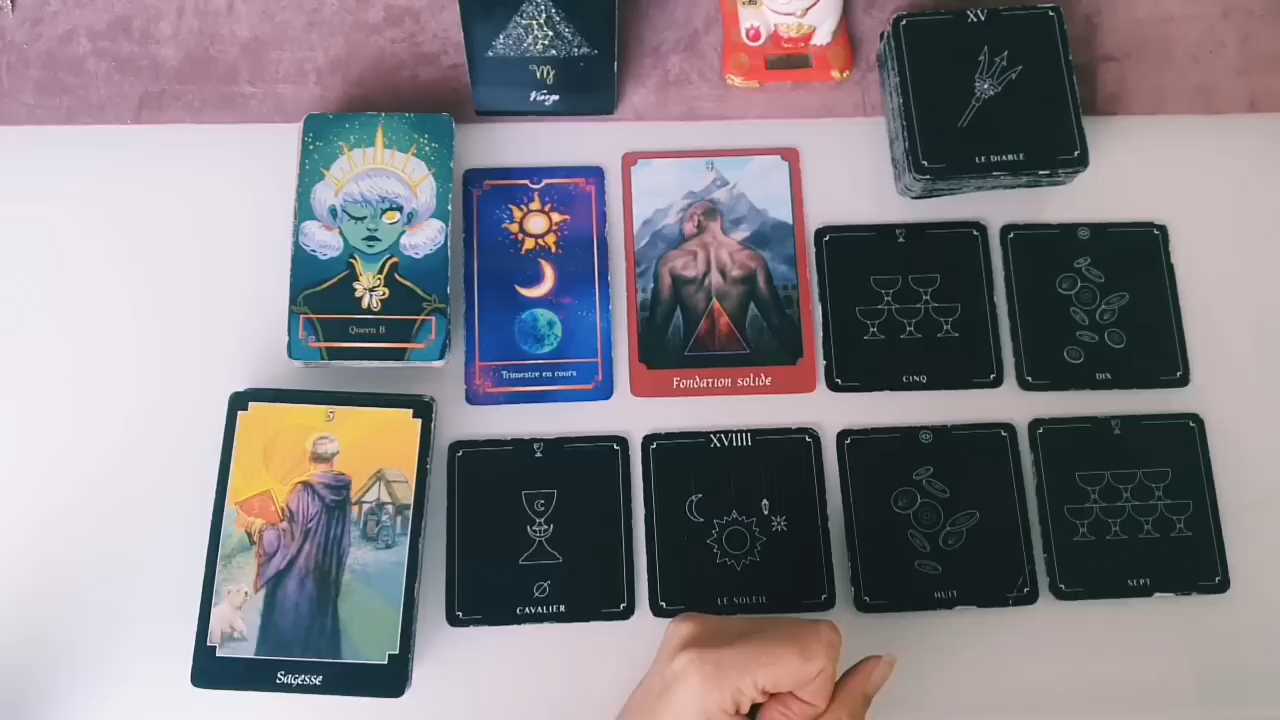 Vierge
XV
LE DIABLE
Queen B
Trimestre en cours
Fondation solide
CINQ
DIX
5
Sagesse
CAVALIER
XVIIII
LE SOLEIL
HUIT
SEPT